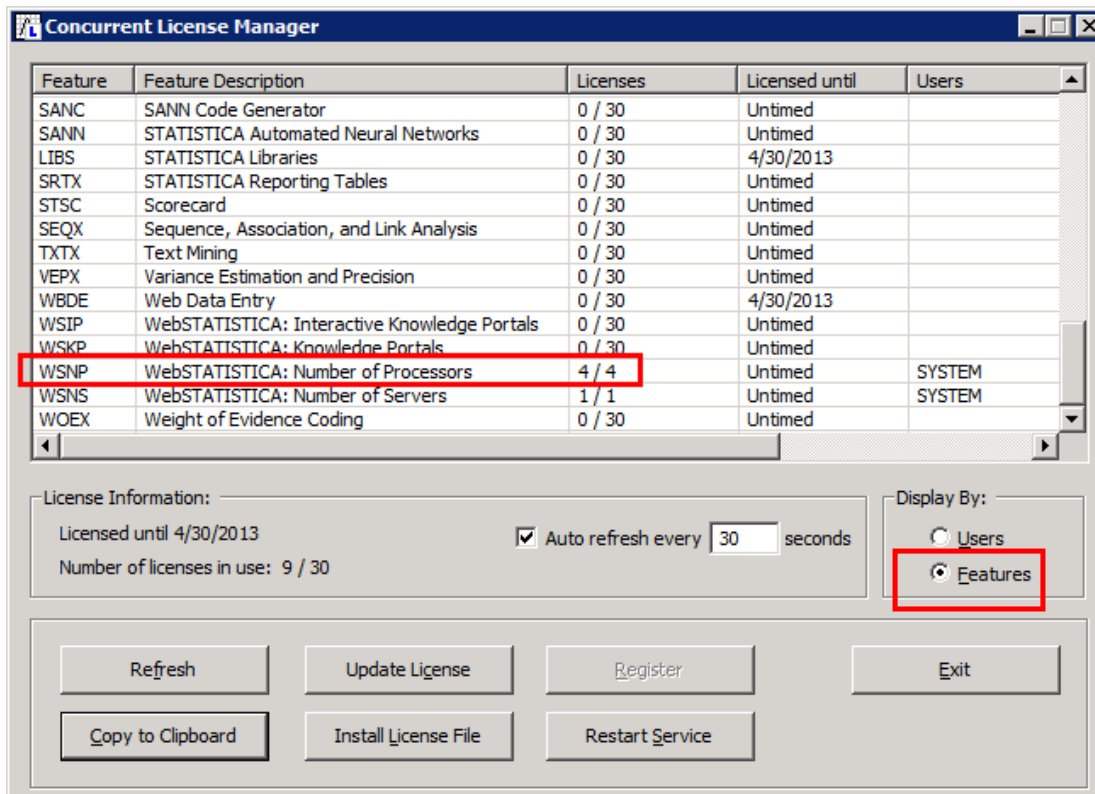 Concurrent License Manager
Feature Feature Description Licenses Licensed until Users
SANC SANN Code Generator 0 / 30 Untimed
SANN STATISTICA Automated Neural Networks 0 / 30 Untimed
LIBS STATISTICA Libraries 0 / 30 4/30/2013
SRTX STATISTICA Reporting Tables 0 / 30 Untimed
STSC Scorecard 0 / 30 Untimed
SEQX Sequence, Association, and Link Analysis 0 / 30 Untimed
TXTX Text Mining 0 / 30 Untimed
VEPX Variance Estimation and Precision 0 / 30 Untimed
WBDE Web Data Entry 0 / 30 4/30/2013
WSIP WebSTATISTICA: Interactive Knowledge Portals 0 / 30 Untimed
WSKP WebSTATISTICA: Knowledge Portals 0 / 30 Untimed
WSNP WebSTATISTICA: Number of Processors 4 / 4 Untimed SYSTEM
WSNS WebSTATISTICA: Number of Servers 1 / 1 Untimed SYSTEM
WOEX Weight of Evidence Coding 0 / 30 Untimed
License Information: Display By:
Licensed until 4/30/2013 Auto refresh every 30 seconds Users
Number of licenses in use: 9 / 30 Features
Refresh Update License Register Exit
Copy to Clipboard Install License File Restart Service